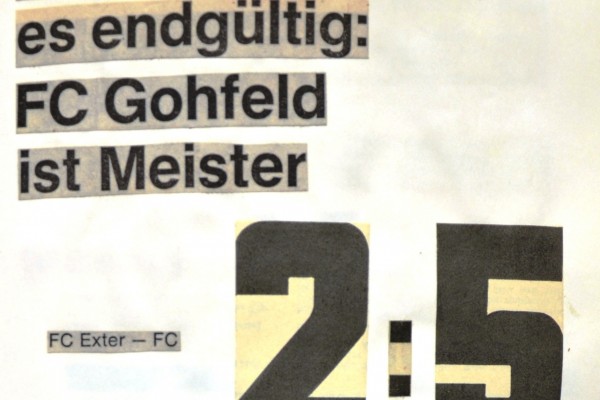 es endgültig:
FC Gohfeld
ist Meister
2:5
FC Exter — FC